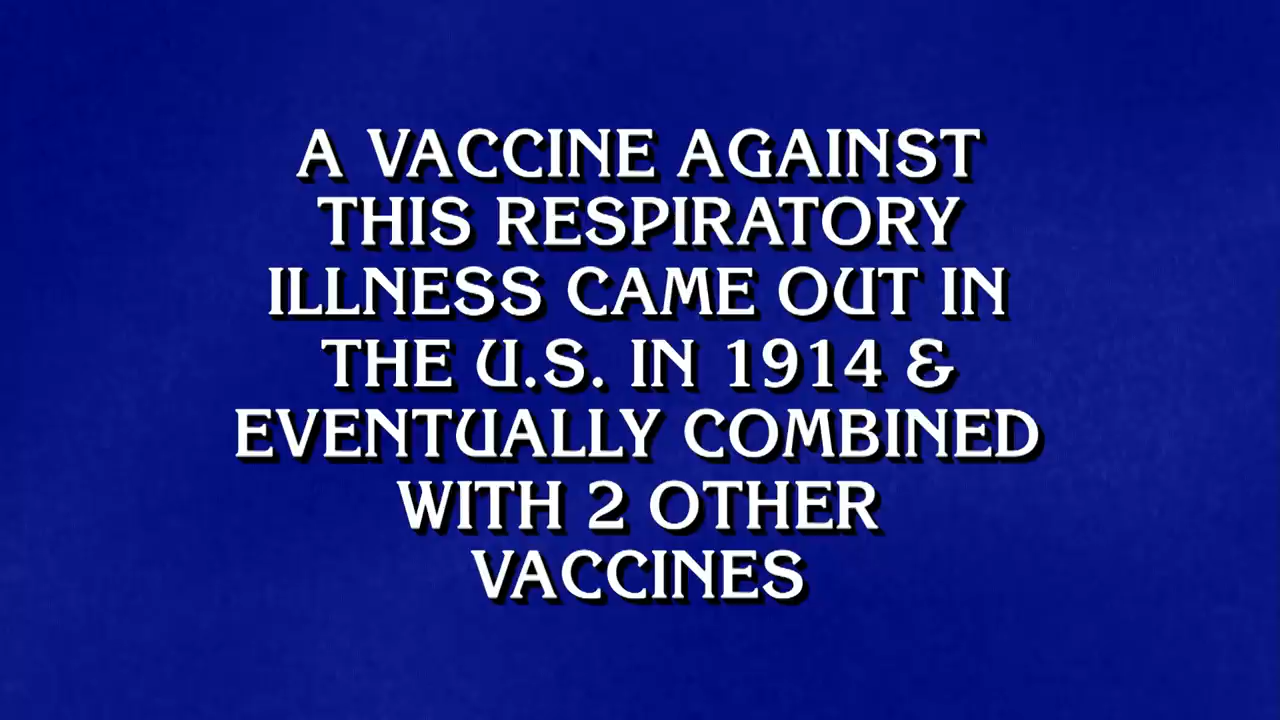 A VACCINE AGAINST
THIS RESPIRATORY
ILLNESS CAME OUT IN
THE U.S. IN 1914 &
EVENTUALLY COMBINED
WITH 2 OTHER
VACCINES